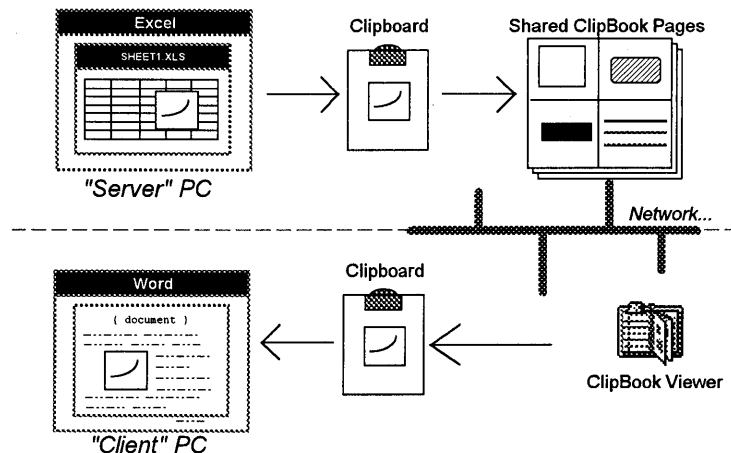 Excel
Clipboard
Shared ClipBook Pages
SHEET1.XLS
"Server" PC
Network...
Word
Clipboard
( document )
ClipBook Viewer
"Client" PC